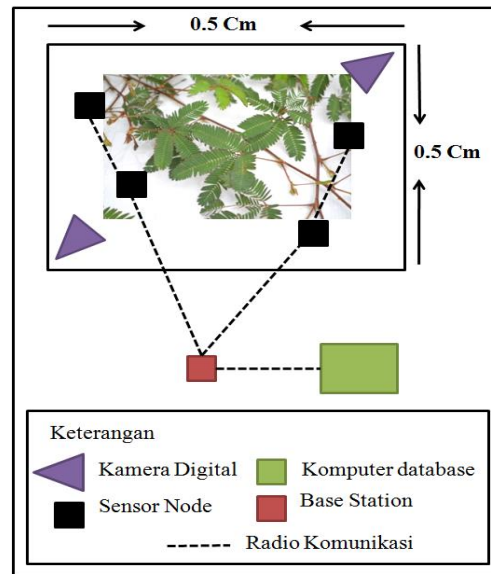 0.5 Cm
0.5 Cm
Keterangan
Kamera Digital
Komputer database
Sensor Node
Base Station
Radio Komunikasi